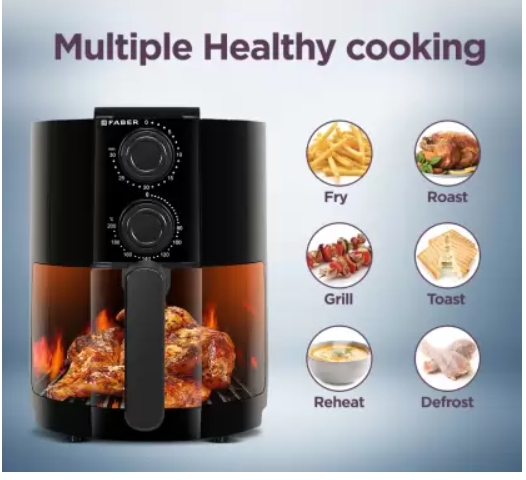 Multiple Healthy cooking
FABER
Fry
Roast
Grill
Toast
Reheat
Defrost